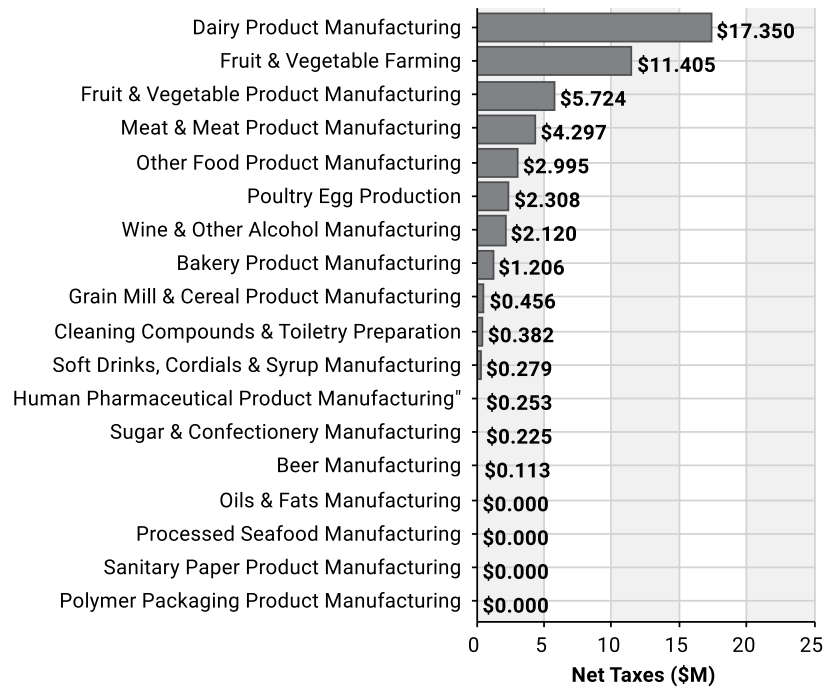 Dairy Product Manufacturing $17.350
Fruit & Vegetable Farming $11.405
Fruit & Vegetable Product Manufacturing $5.724
Meat & Meat Product Manufacturing $4.297
Other Food Product Manufacturing $2.995
Poultry Egg Production $2.308
Wine & Other Alcohol Manufacturing $2.120
Bakery Product Manufacturing $1.206
Grain Mill & Cereal Product Manufacturing $0.456
Cleaning Compounds & Toiletry Preparation $0.382
Soft Drinks, Cordials & Syrup Manufacturing $0.279
Human Pharmaceutical Product Manufacturing" $0.253
Sugar & Confectionery Manufacturing $0.225
Beer Manufacturing $0.113
Oils & Fats Manufacturing $0.000
Processed Seafood Manufacturing $0.000
Sanitary Paper Product Manufacturing $0.000
Polymer Packaging Product Manufacturing $0.000
0 5 10 15 20 25
Net Taxes ($M)